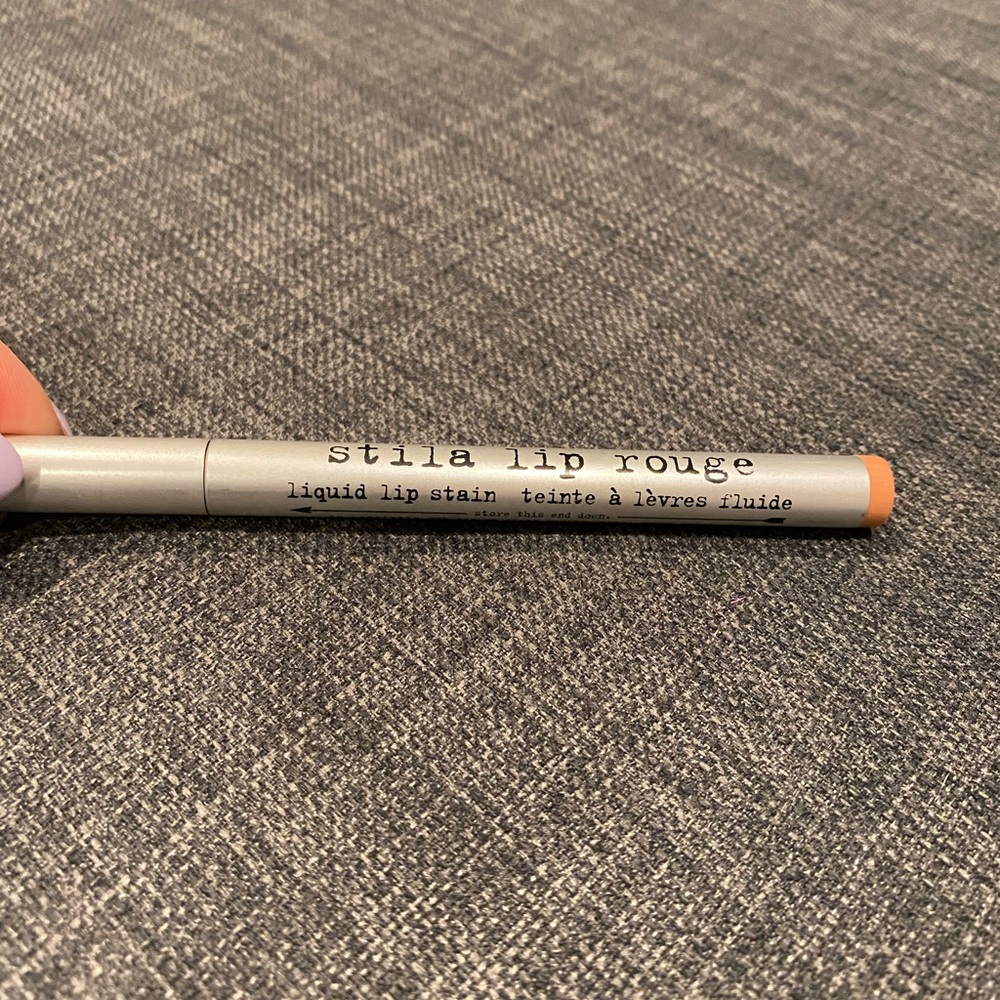 stila lip rouge
liquid lip stain teinte à lèvres fluide
store this end down.